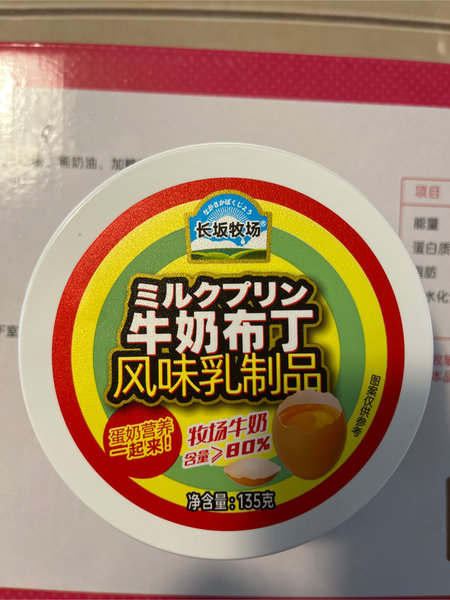 稀奶油、加糖
项目
能量
蛋白质
脂肪
水化
ながさかぼくじょう
长坂牧场
ミルクプリン
牛奶布丁
风味乳制品
蛋奶营养
一起来!
牧场牛奶
含量≥80%
图案仅供参考
净含量:135克